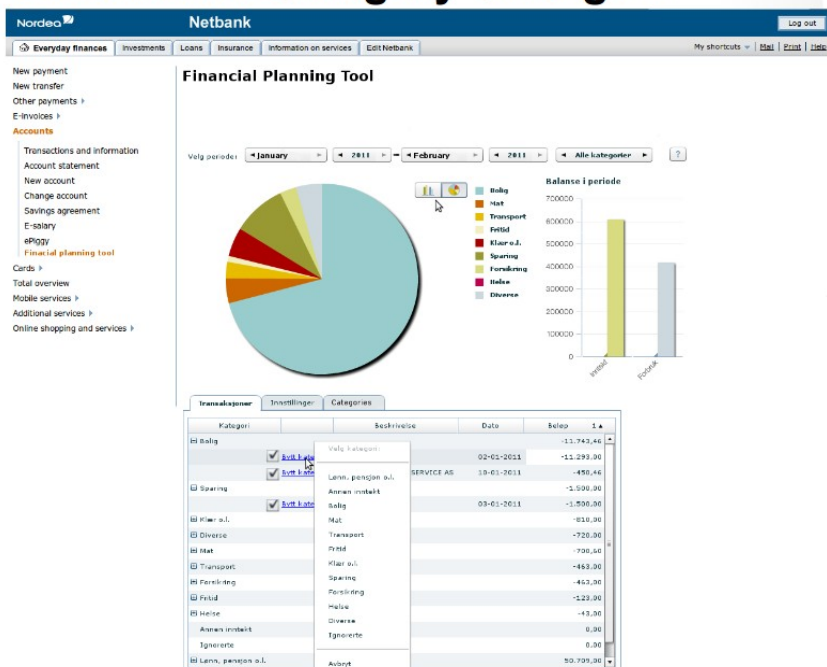 Nordea
Netbank
Log out
Everyday finances
Investments
Loans
Insurance
Information on services
Edit Netbank
My shortcuts
Mail
Print
Help
New payment
New transfer
Other payments
E-invoices
Accounts
Transactions and information
Account statement
New account
Change account
Savings agreement
E-salary
ePiggy
Finacial planning tool
Cards
Total overview
Mobile services
Additional services
Online shopping and services
Financial Planning Tool
Velg periode: January 2011 - February 2011 Alle kategorier ?
Bolig
Mat
Transport
Fritid
Klær o.l.
Sparing
Forsikring
Helse
Diverse
Balanse i periode
700000
600000
500000
400000
300000
200000
100000
0
Inntekt
Forbruk
Transaksjoner
Innstillinger
Categories
Kategori Beskrivelse Dato Beløp 1
Bolig -11.743,46
Bytt kate 02-01-2011 -11.293,00
Bytt kate SERVICE AS 10-01-2011 -450,46
Sparing -1.500,00
Bytt kate 03-01-2011 -1.500,00
Klær o.l. -810,00
Diverse -720,00
Mat -700,60
Transport -463,00
Forsikring -463,00
Fritid -123,00
Helse -43,00
Annen inntekt 0,00
Ignorerte 0,00
Lønn, pensjon o.l. 50.709,00
Velg kategori:
Lønn, pensjon o.l.
Annen inntekt
Bolig
Mat
Transport
Fritid
Klær o.l.
Sparing
Forsikring
Helse
Diverse
Ignorerte
Avbryt